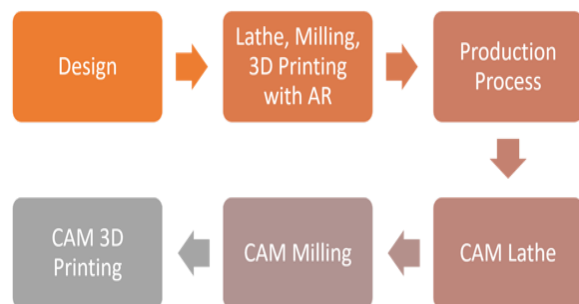 Design
Lathe, Milling,
3D Printing
with AR
Production
Process
CAM Lathe
CAM Milling
CAM 3D
Printing